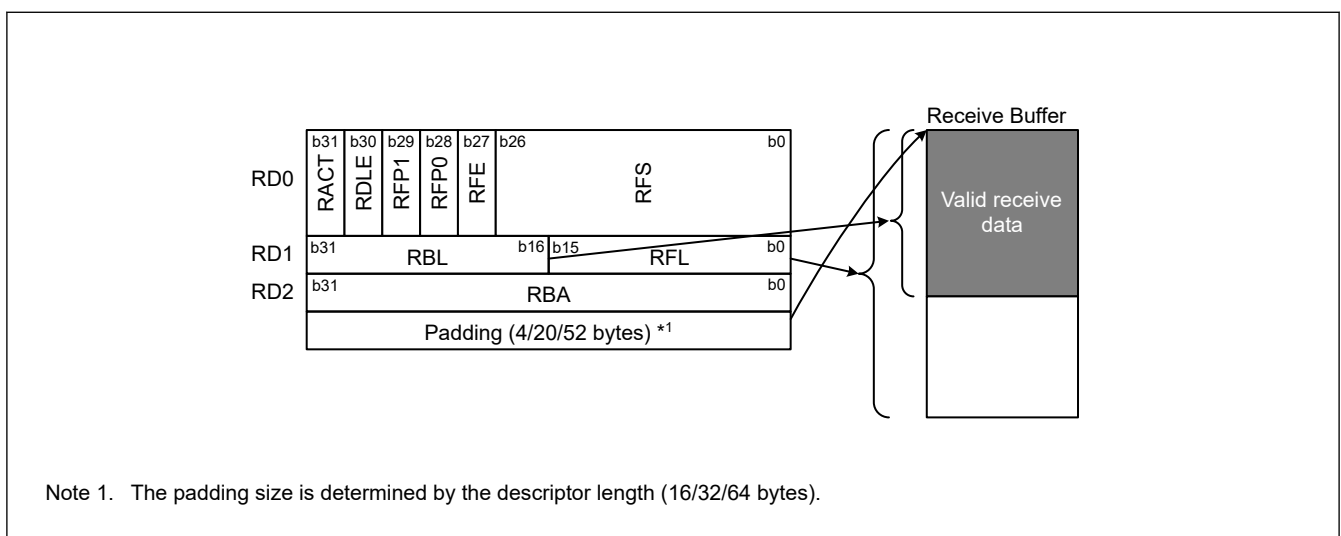 Receive Buffer
b31 b30 b29 b28 b27 b26 b0
RD0 RACT RDLE RFP1 RFP0 RFE RFS
Valid receive
data
RD1 b31 RBL b16 b15 RFL b0
RD2 b31 RBA b0
Padding (4/20/52 bytes) *1
Note 1. The padding size is determined by the descriptor length (16/32/64 bytes).